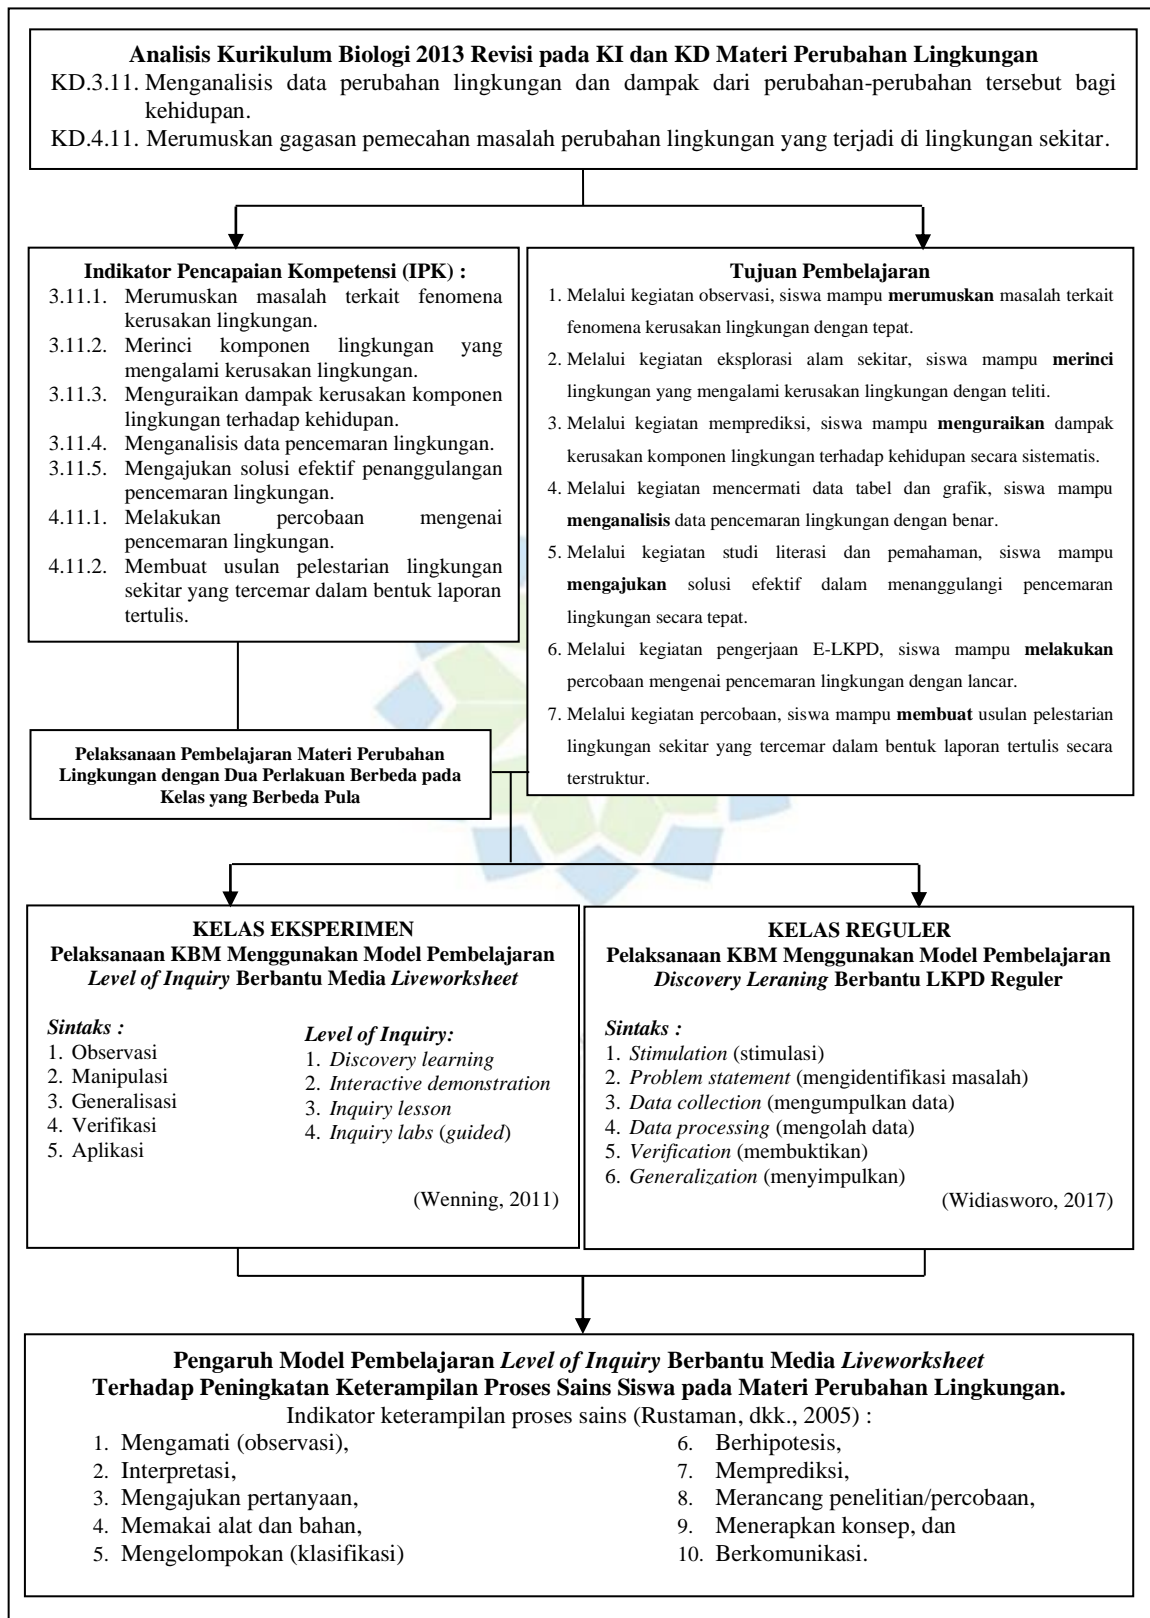 Analisis Kurikulum Biologi 2013 Revisi pada KI dan KD Materi Perubahan Lingkungan
KD.3.11. Menganalisis data perubahan lingkungan dan dampak dari perubahan-perubahan tersebut bagi
kehidupan.
KD.4.11. Merumuskan gagasan pemecahan masalah perubahan lingkungan yang terjadi di lingkungan sekitar.
Indikator Pencapaian Kompetensi (IPK) :
3.11.1. Merumuskan masalah terkait fenomena
kerusakan lingkungan.
3.11.2. Merinci komponen lingkungan yang
mengalami kerusakan lingkungan.
3.11.3. Menguraikan dampak kerusakan komponen
lingkungan terhadap kehidupan.
3.11.4. Menganalisis data pencemaran lingkungan.
3.11.5. Mengajukan solusi efektif penanggulangan
pencemaran lingkungan.
4.11.1. Melakukan percobaan mengenai
pencemaran lingkungan.
4.11.2. Membuat usulan pelestarian lingkungan
sekitar yang tercemar dalam bentuk laporan
tertulis.
Tujuan Pembelajaran
1. Melalui kegiatan observasi, siswa mampu merumuskan masalah terkait
fenomena kerusakan lingkungan dengan tepat.
2. Melalui kegiatan eksplorasi alam sekitar, siswa mampu merinci
lingkungan yang mengalami kerusakan lingkungan dengan teliti.
3. Melalui kegiatan memprediksi, siswa mampu menguraikan dampak
kerusakan komponen lingkungan terhadap kehidupan secara sistematis.
4. Melalui kegiatan mencermati data tabel dan grafik, siswa mampu
menganalisis data pencemaran lingkungan dengan benar.
5. Melalui kegiatan studi literasi dan pemahaman, siswa mampu
mengajukan solusi efektif dalam menanggulangi pencemaran
lingkungan secara tepat.
6. Melalui kegiatan pengerjaan E-LKPD, siswa mampu melakukan
percobaan mengenai pencemaran lingkungan dengan lancar.
7. Melalui kegiatan percobaan, siswa mampu membuat usulan pelestarian
lingkungan sekitar yang tercemar dalam bentuk laporan tertulis secara
terstruktur.
Pelaksanaan Pembelajaran Materi Perubahan
Lingkungan dengan Dua Perlakuan Berbeda pada
Kelas yang Berbeda Pula
KELAS EKSPERIMEN
Pelaksanaan KBM Menggunakan Model Pembelajaran
Level of Inquiry Berbantu Media Liveworksheet
Sintaks :
1. Observasi
2. Manipulasi
3. Generalisasi
4. Verifikasi
5. Aplikasi
Level of Inquiry:
1. Discovery learning
2. Interactive demonstration
3. Inquiry lesson
4. Inquiry labs (guided)
(Wenning, 2011)
KELAS REGULER
Pelaksanaan KBM Menggunakan Model Pembelajaran
Discovery Leraning Berbantu LKPD Reguler
Sintaks :
1. Stimulation (stimulasi)
2. Problem statement (mengidentifikasi masalah)
3. Data collection (mengumpulkan data)
4. Data processing (mengolah data)
5. Verification (membuktikan)
6. Generalization (menyimpulkan)
(Widiasworo, 2017)
Pengaruh Model Pembelajaran Level of Inquiry Berbantu Media Liveworksheet
Terhadap Peningkatan Keterampilan Proses Sains Siswa pada Materi Perubahan Lingkungan.
Indikator keterampilan proses sains (Rustaman, dkk., 2005) :
1. Mengamati (observasi),
2. Interpretasi,
3. Mengajukan pertanyaan,
4. Memakai alat dan bahan,
5. Mengelompokan (klasifikasi)
6. Berhipotesis,
7. Memprediksi,
8. Merancang penelitian/percobaan,
9. Menerapkan konsep, dan
10. Berkomunikasi.